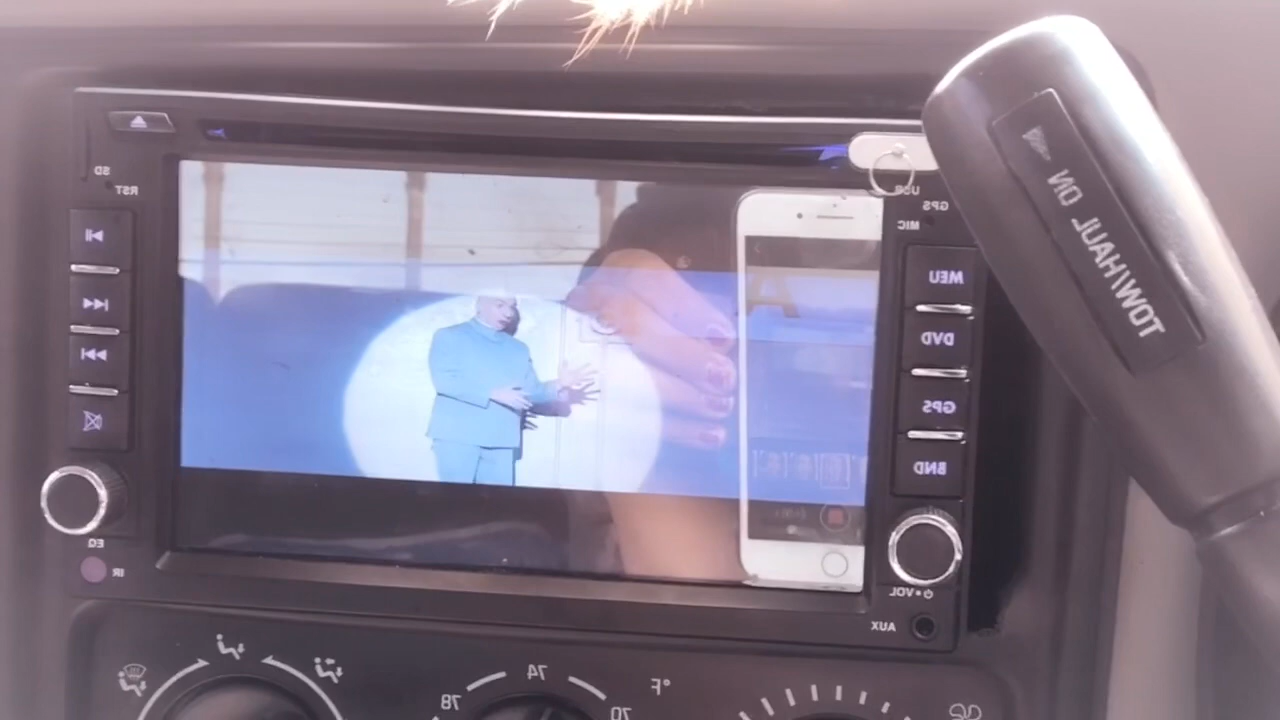 SD
RST
USB
GPS
MIC
MEU
DVD
GPS
BND
TOW/HAUL ON
EQ
IR
VOL
AUX
A
74
°F
78
70